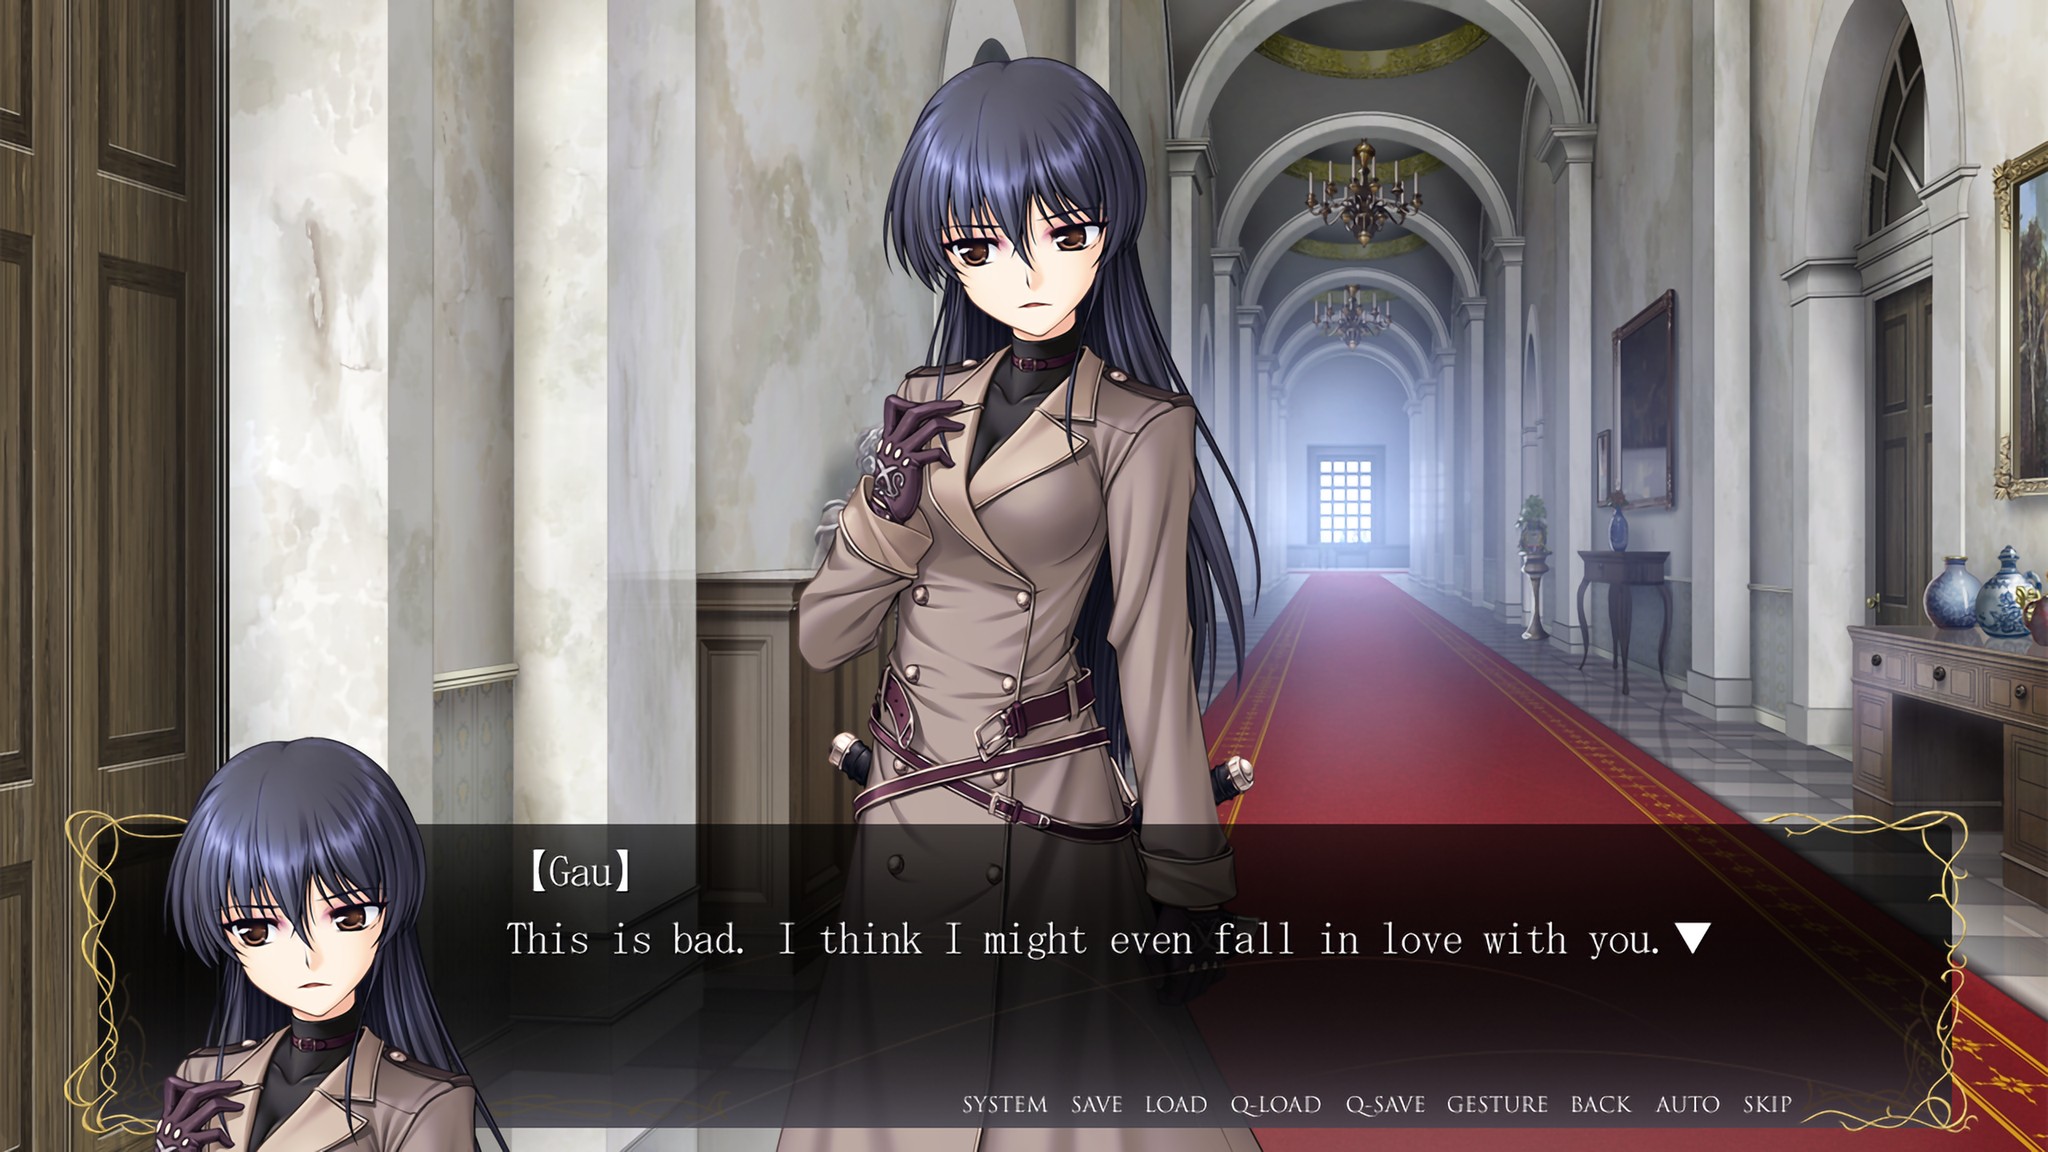 【Gau】
This is bad. I think I might even fall in love with you.▼
SYSTEM SAVE LOAD Q-LOAD Q-SAVE GESTURE BACK AUTO SKIP